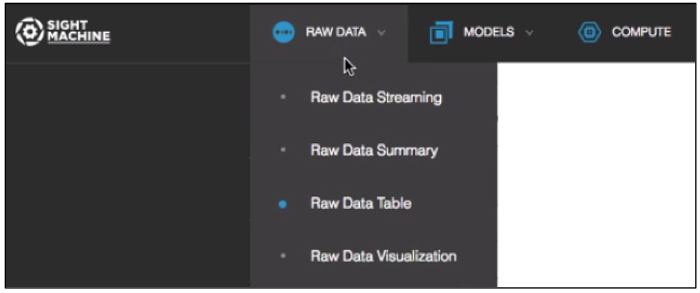 SIGHT
MACHINE
RAW DATA
MODELS
COMPUTE
Raw Data Streaming
Raw Data Summary
Raw Data Table
Raw Data Visualization